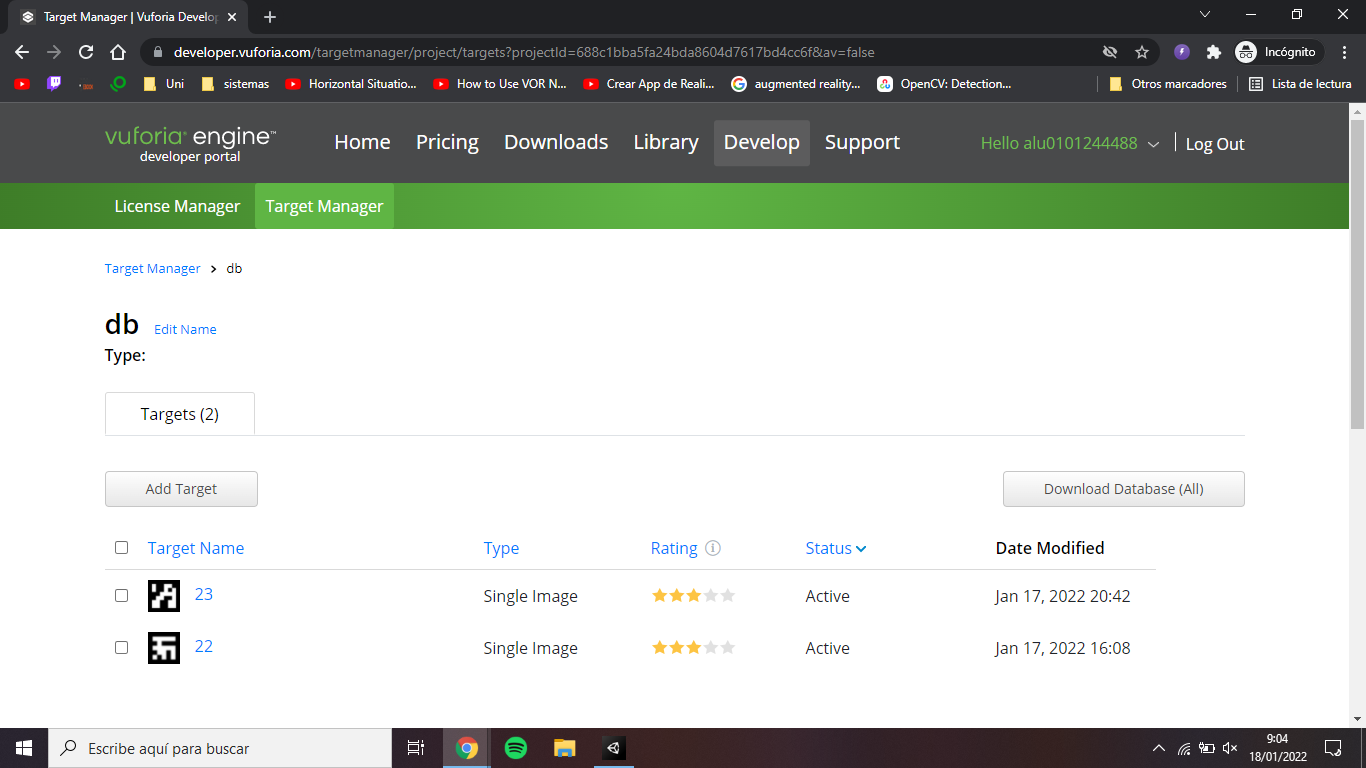 Target Manager | Vuforia Develop
developer.vuforia.com/targetmanager/project/targets?projectId=688c1bba5fa24bda8604d7617bd4cc6f&av=false
Incógnito
Uni
sistemas
Horizontal Situatio...
How to Use VOR N...
Crear App de Reali...
augmented reality...
OpenCV: Detection...
Otros marcadores
Lista de lectura
vuforia engine™
developer portal
Home
Pricing
Downloads
Library
Develop
Support
Hello alu0101244488
Log Out
License Manager
Target Manager
Target Manager > db
db Edit Name
Type:
Targets (2)
Add Target
Download Database (All)
Target Name Type Rating Status Date Modified
23 Single Image Active Jan 17, 2022 20:42
22 Single Image Active Jan 17, 2022 16:08
Escribe aquí para buscar
9:04
18/01/2022